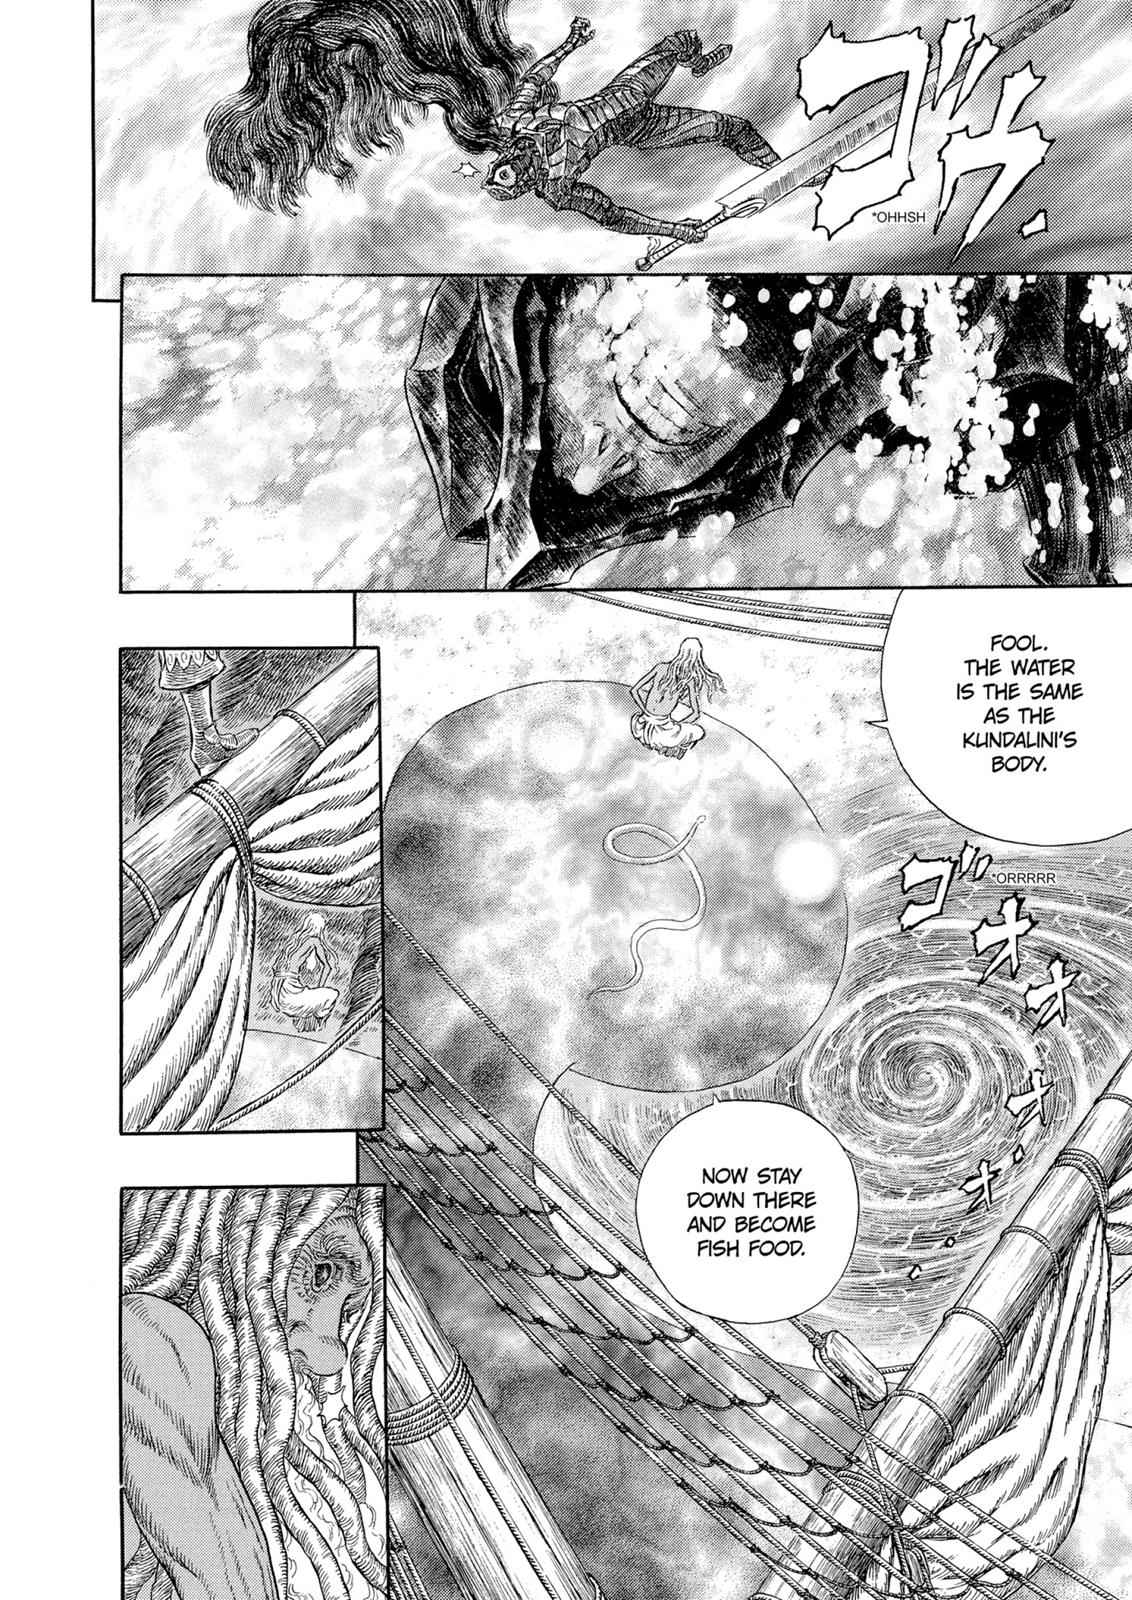 ゴヴ
*OHHSH
FOOL.
THE WATER
IS THE SAME
AS THE
KUNDALINI'S
BODY.
ゴオオオオ
*ORRRRR
NOW STAY
DOWN THERE
AND BECOME
FISH FOOD.